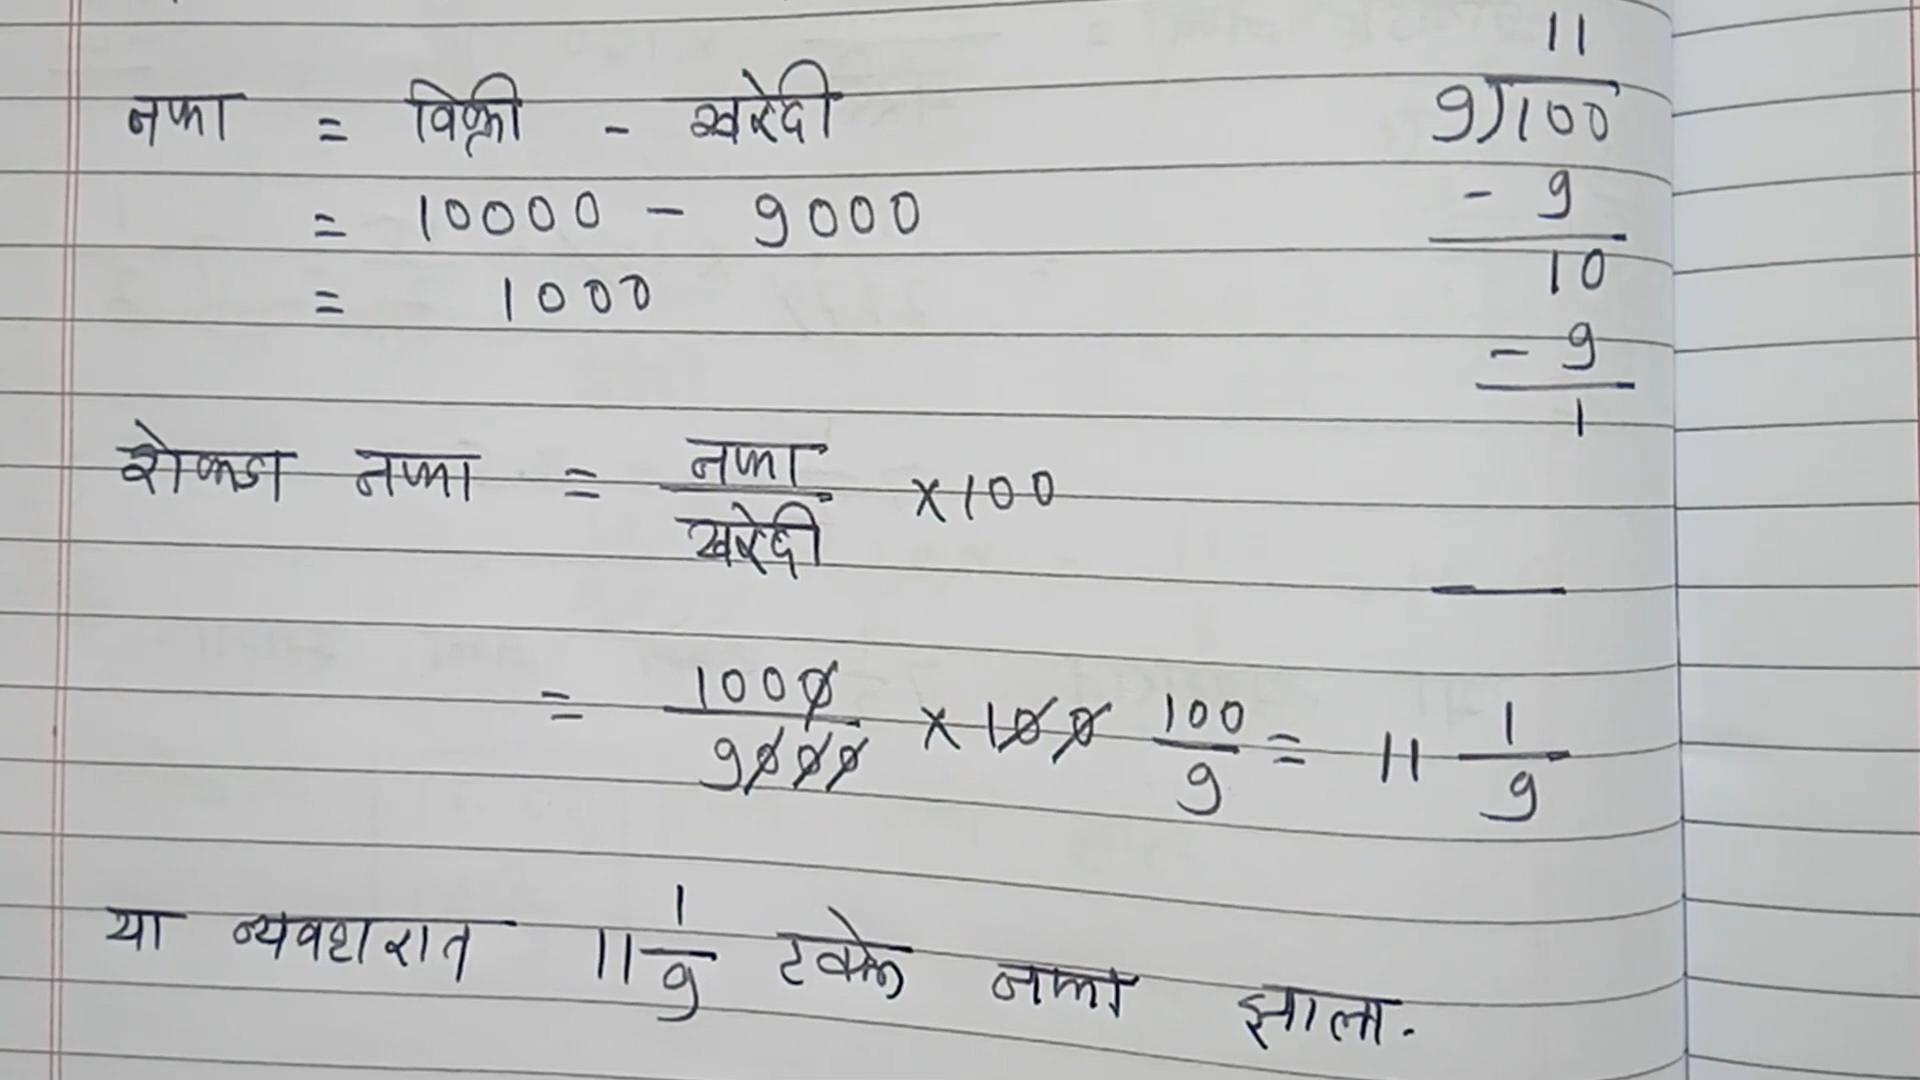 नफा = विक्री - खरेदी
= 10000 - 9000
= 1000
11
9)100
- 9
10
- 9
1
शेकडा नफा = नफा/खरेदी ×100
= 1000/9000 ×100 100/9 = 11 1/9
या व्यवहारात 11 1/9 टक्के नफा झाला.